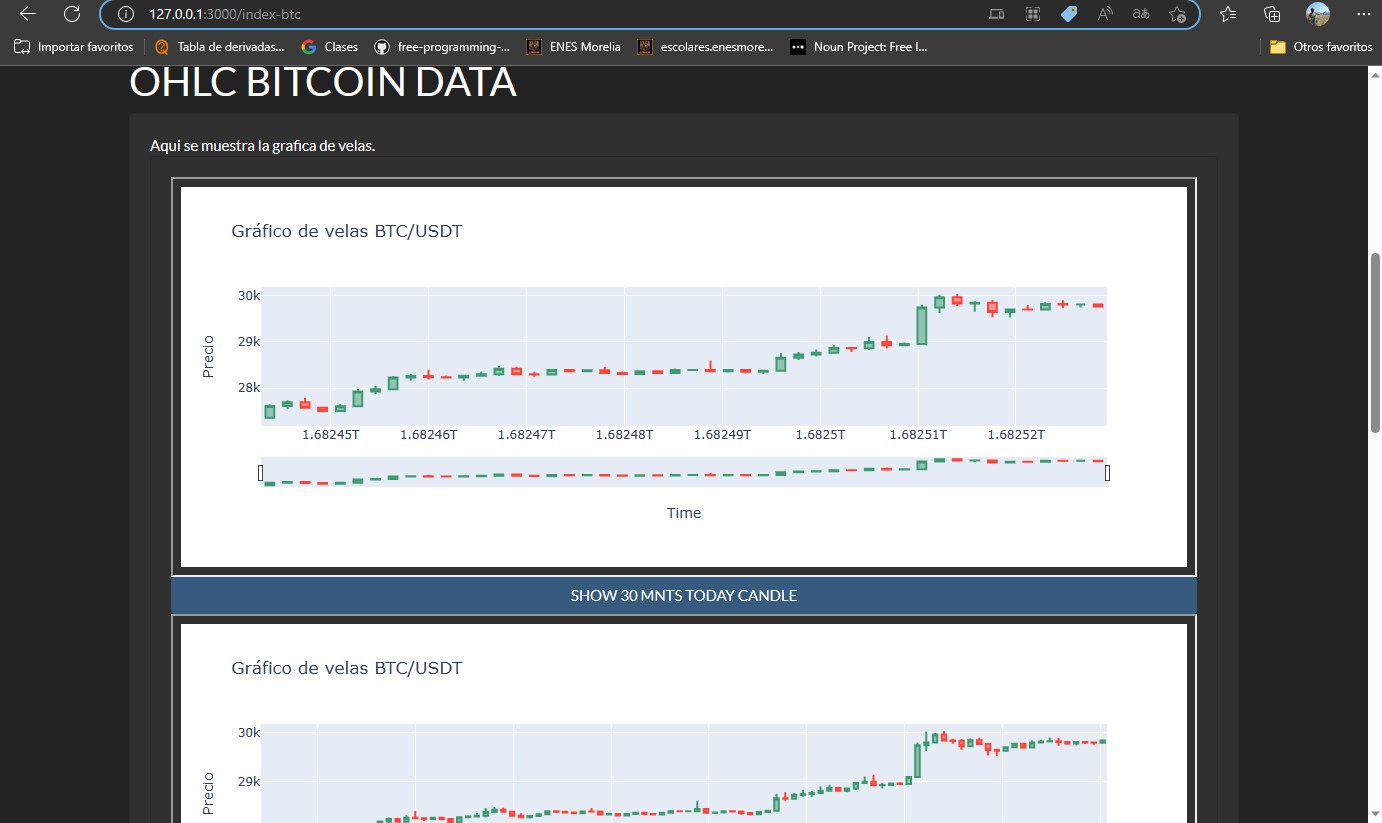 127.0.0.1:3000/index-btc
Importar favoritos
Tabla de derivadas...
Clases
free-programming-...
ENES Morelia
escolares.enesmore...
Noun Project: Free I...
Otros favoritos
OHLC BITCOIN DATA
Aqui se muestra la grafica de velas.
Gráfico de velas BTC/USDT
30k
29k
28k
Precio
1.68245T 1.68246T 1.68247T 1.68248T 1.68249T 1.6825T 1.68251T 1.68252T
Time
SHOW 30 MNTS TODAY CANDLE
Gráfico de velas BTC/USDT
30k
29k
Precio